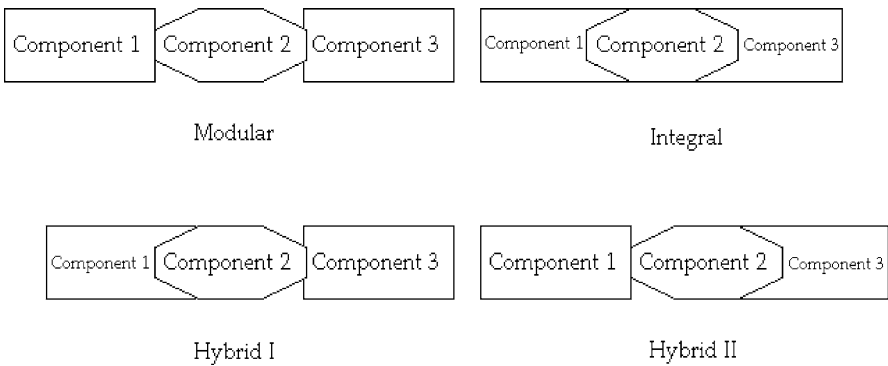 Component 1 Component 2 Component 3
Modular
Component 1 Component 2 Component 3
Integral
Component 1 Component 2 Component 3
Hybrid I
Component 1 Component 2 Component 3
Hybrid II